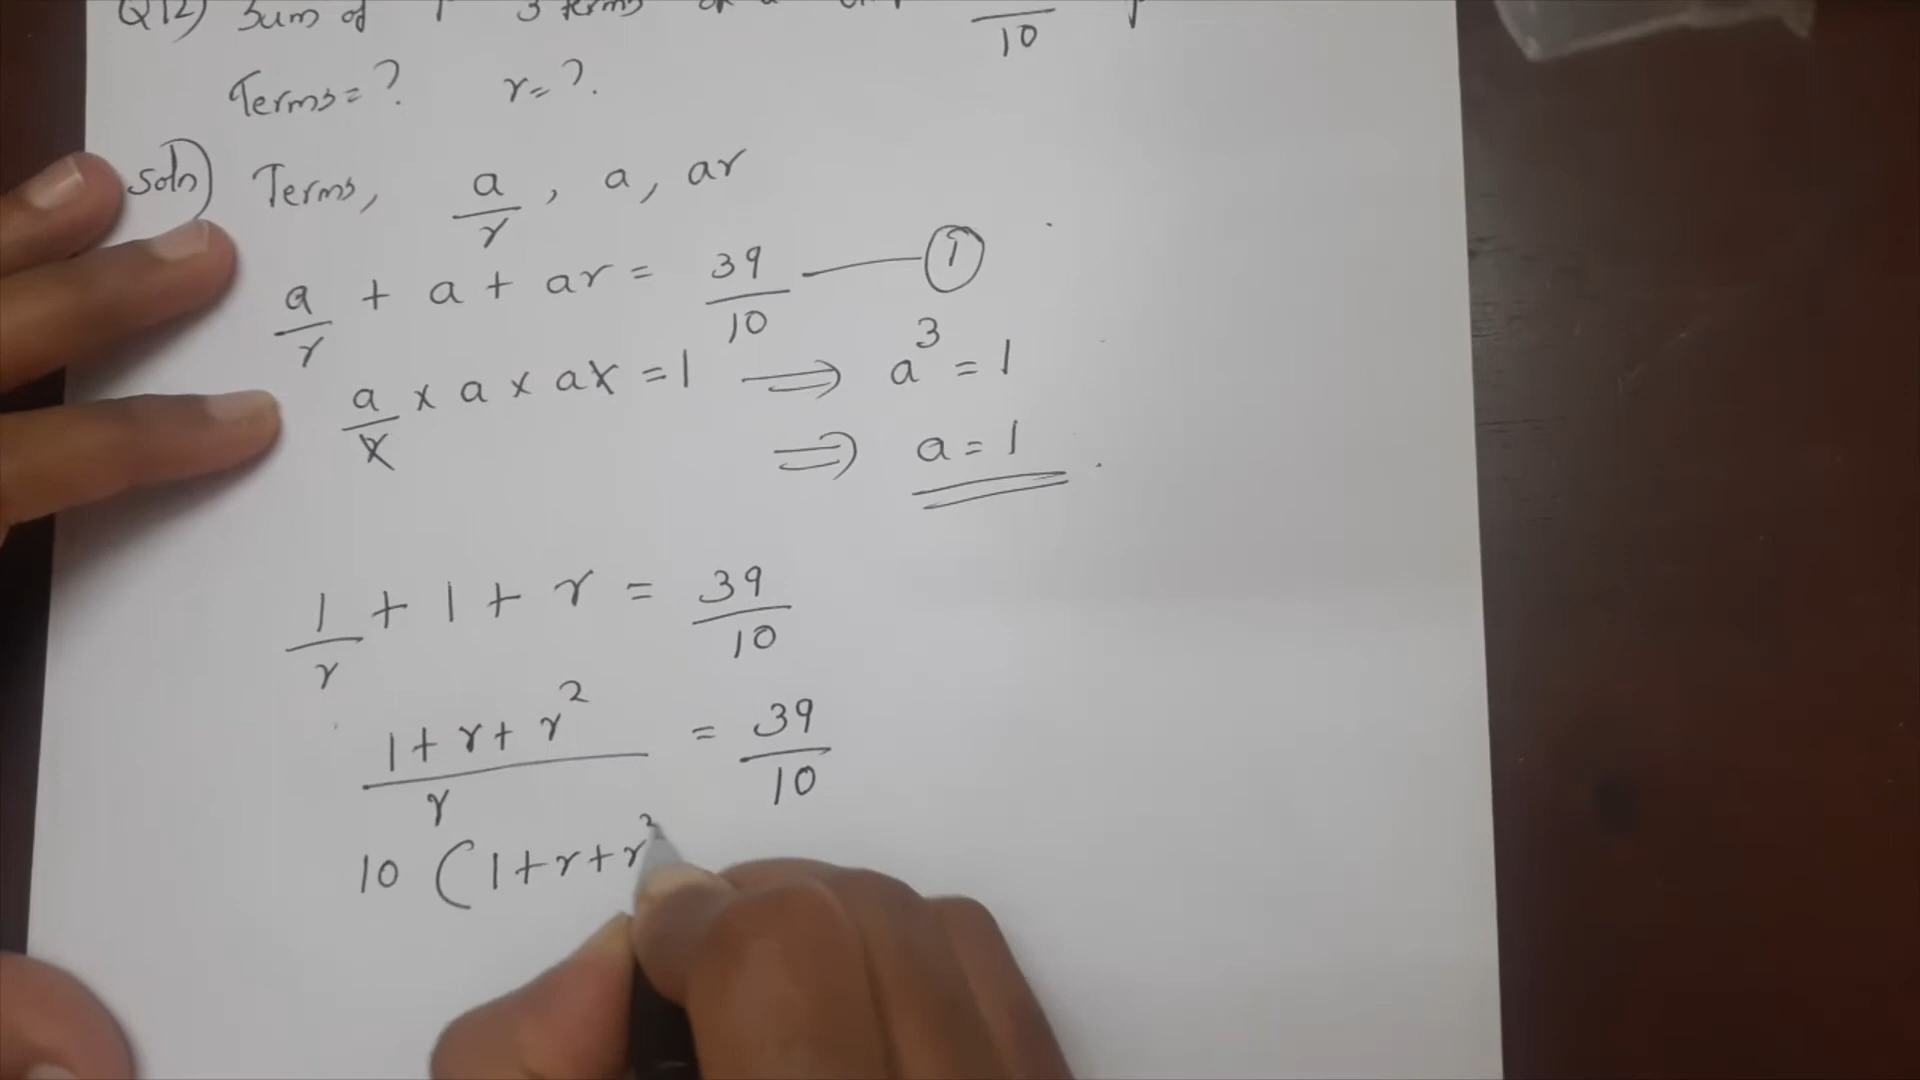 Q12) Sum of 3 terms
10
Terms = ? r = ?.
Soln) Terms, a/r, a, ar
a/r + a + ar = 39/10 — 1
a/r × a × ar = 1 ⟹ a³ = 1
⟹ a = 1
1/r + 1 + r = 39/10
1 + r + r² / r = 39/10
10 (1 + r + r²